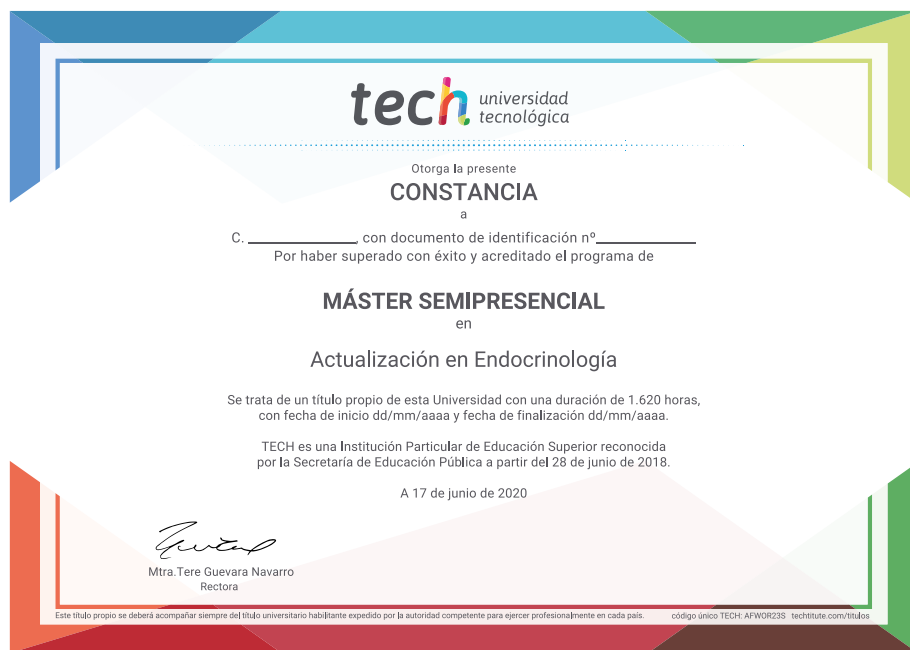 tech universidad
tecnológica
Otorga la presente
CONSTANCIA
a
C. ____________, con documento de identificación nº___________
Por haber superado con éxito y acreditado el programa de
MÁSTER SEMIPRESENCIAL
en
Actualización en Endocrinología
Se trata de un título propio de esta Universidad con una duración de 1.620 horas,
con fecha de inicio dd/mm/aaaa y fecha de finalización dd/mm/aaaa.
TECH es una Institución Particular de Educación Superior reconocida
por la Secretaría de Educación Pública a partir del 28 de junio de 2018.
A 17 de junio de 2020
Mtra.Tere Guevara Navarro
Rectora
Este título propio se deberá acompañar siempre del título universitario habilitante expedido por la autoridad competente para ejercer profesionalmente en cada país. código único TECH: AFWOR23S techtitute.com/títulos